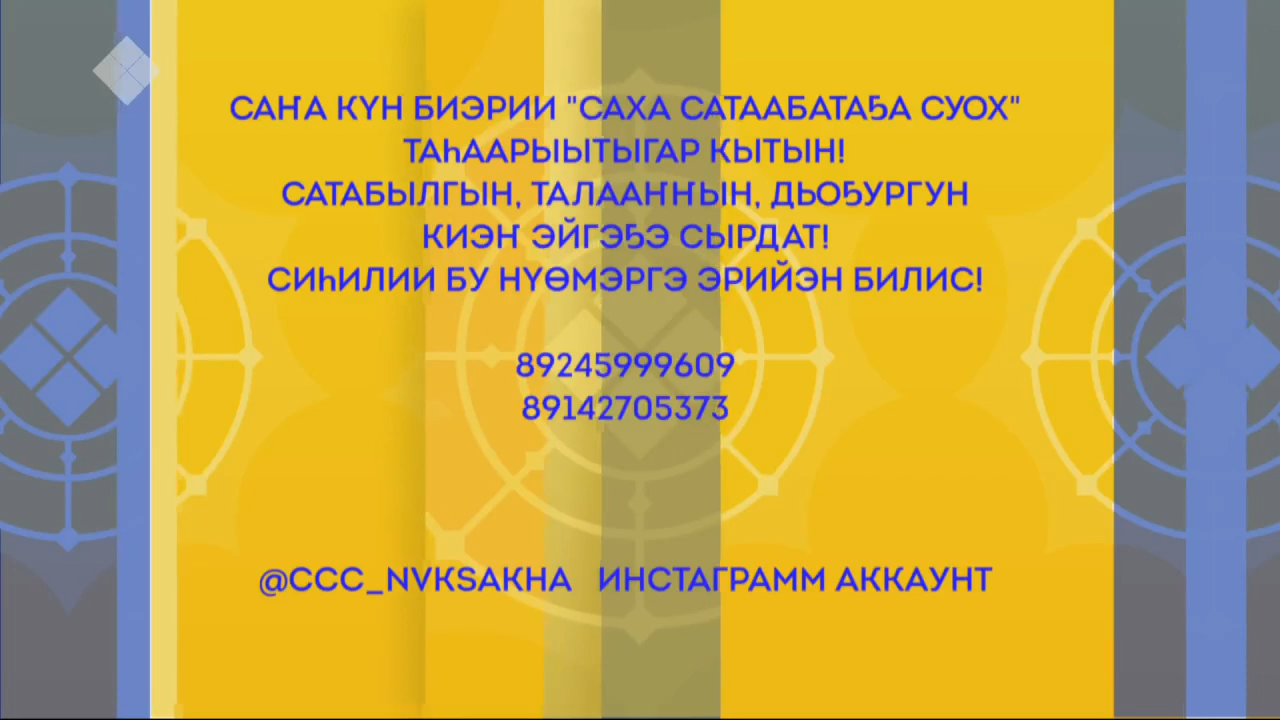 САҤА КҮН БИЭРИИ "САХА САТААБАТАҔА СУОХ"
ТАҺААРЫЫТЫГАР КЫТЫН!
САТАБЫЛГЫН, ТАЛААҤҤЫН, ДЬОҔУРГУН
КИЭҤ ЭЙГЭҔЭ СЫРДАТ!
СИҺИЛИИ БУ НҮӨМЭРГЭ ЭРИЙЭН БИЛИС!
89245999609
89142705373
@CCC_NVKSAKHA ИНСТАГРАММ АККАУНТ